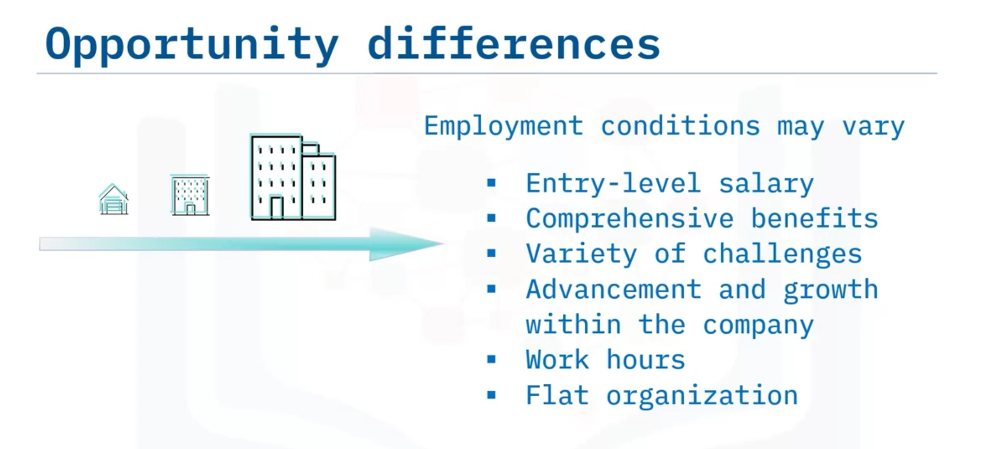 Opportunity differences
Employment conditions may vary
▪ Entry-level salary
▪ Comprehensive benefits
▪ Variety of challenges
▪ Advancement and growth
within the company
▪ Work hours
▪ Flat organization